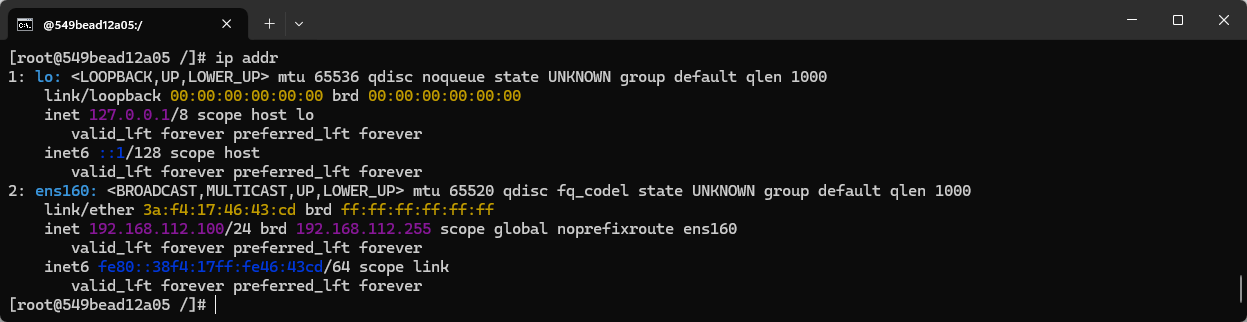 @549bead12a05:/
[root@549bead12a05 /]# ip addr
1: lo: <LOOPBACK,UP,LOWER_UP> mtu 65536 qdisc noqueue state UNKNOWN group default qlen 1000
    link/loopback 00:00:00:00:00:00 brd 00:00:00:00:00:00
    inet 127.0.0.1/8 scope host lo
       valid_lft forever preferred_lft forever
    inet6 ::1/128 scope host
       valid_lft forever preferred_lft forever
2: ens160: <BROADCAST,MULTICAST,UP,LOWER_UP> mtu 65520 qdisc fq_codel state UNKNOWN group default qlen 1000
    link/ether 3a:f4:17:46:43:cd brd ff:ff:ff:ff:ff:ff
    inet 192.168.112.100/24 brd 192.168.112.255 scope global noprefixroute ens160
       valid_lft forever preferred_lft forever
    inet6 fe80::38f4:17ff:fe46:43cd/64 scope link
       valid_lft forever preferred_lft forever
[root@549bead12a05 /]#